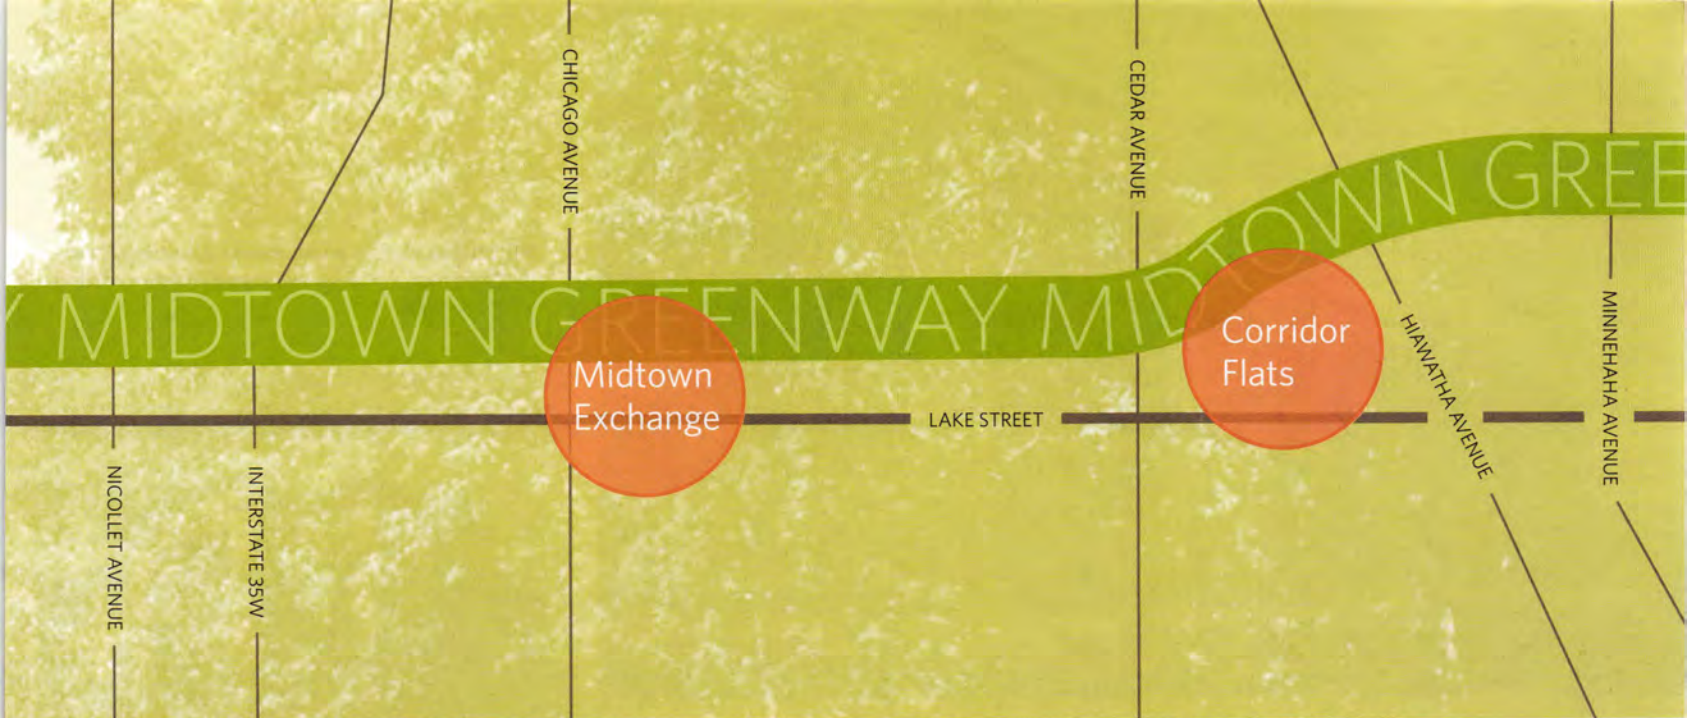 CHICAGO AVENUE
CEDAR AVENUE
Y MIDTOWN GREENWAY MIDTOWN GREE
Corridor
Flats
Midtown
Exchange
LAKE STREET
HIAWATHA AVENUE
MINNEHAHA AVENUE
NICOLLET AVENUE
INTERSTATE 35W